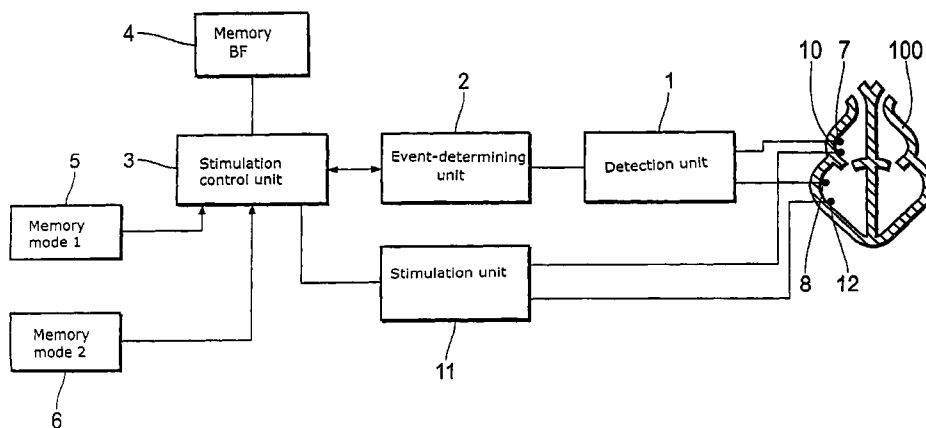 4
Memory
BF
10
7
100
2
1
3
Stimulation
control unit
Event-determining
unit
Detection unit
5
Memory
mode 1
Stimulation unit
8
12
Memory
mode 2
11
6